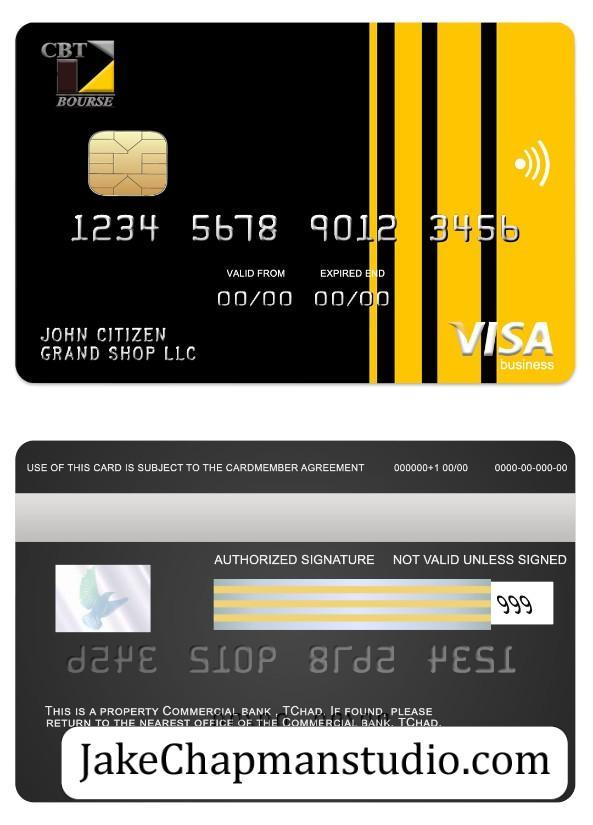 CBT
BOURSE
1234 5678 9012 3456
VALID FROM EXPIRED END
00/00 00/00
JOHN CITIZEN
GRAND SHOP LLC
VISA
business
USE OF THIS CARD IS SUBJECT TO THE CARDMEMBER AGREEMENT 000000+1 00/00 0000-00-000-00
AUTHORIZED SIGNATURE NOT VALID UNLESS SIGNED
999
THIS IS A PROPERTY COMMERCIAL BANK , TCHAD. IF FOUND, PLEASE
RETURN TO THE NEAREST OFFICE OF THE COMMERCIAL BANK, TCHAD.
JakeChapmanstudio.com